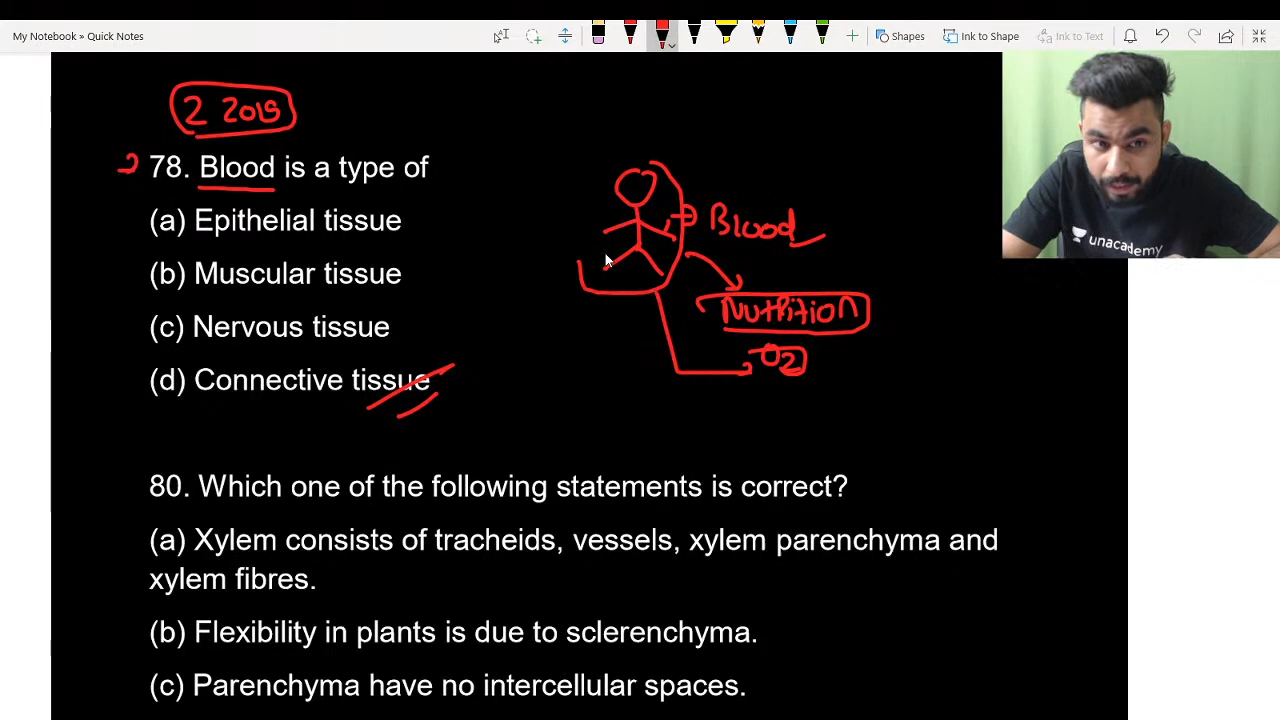 My Notebook » Quick Notes
Shapes
Ink to Shape
Ink to Text
2 2019
78. Blood is a type of
(a) Epithelial tissue
(b) Muscular tissue
(c) Nervous tissue
(d) Connective tissue
Blood
Nutrition
O2
unacademy
80. Which one of the following statements is correct?
(a) Xylem consists of tracheids, vessels, xylem parenchyma and
xylem fibres.
(b) Flexibility in plants is due to sclerenchyma.
(c) Parenchyma have no intercellular spaces.